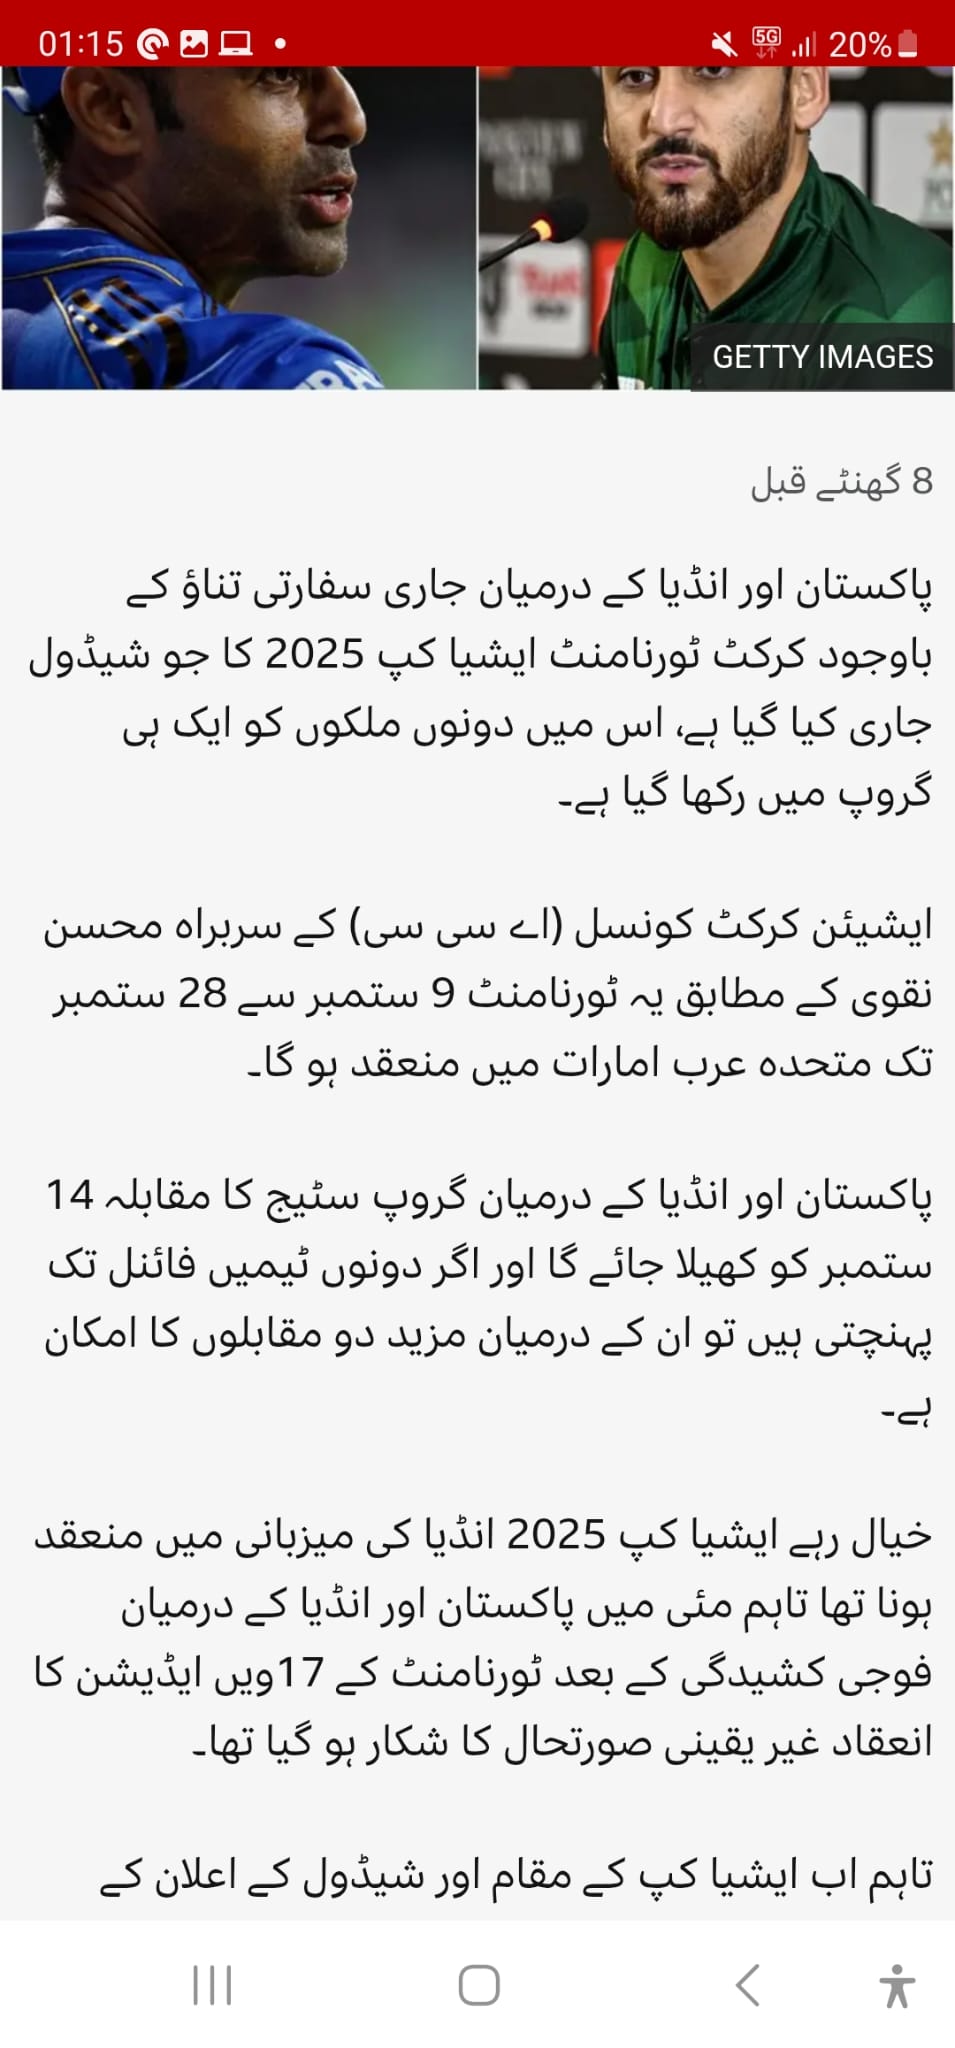 01:15
5G
20%
GETTY IMAGES
8 گھنٹے قبل
پاکستان اور انڈیا کے درمیان جاری سفارتی تناؤ کے
باوجود کرکٹ ٹورنامنٹ ایشیا کپ 2025 کا جو شیڈول
جاری کیا گیا ہے، اس میں دونوں ملکوں کو ایک ہی
گروپ میں رکھا گیا ہے۔
ایشیئن کرکٹ کونسل (اے سی سی) کے سربراہ محسن
نقوی کے مطابق یہ ٹورنامنٹ 9 ستمبر سے 28 ستمبر
تک متحدہ عرب امارات میں منعقد ہو گا۔
پاکستان اور انڈیا کے درمیان گروپ سٹیج کا مقابلہ 14
ستمبر کو کھیلا جائے گا اور اگر دونوں ٹیمیں فائنل تک
پہنچتی ہیں تو ان کے درمیان مزید دو مقابلوں کا امکان
ہے۔
خیال رہے ایشیا کپ 2025 انڈیا کی میزبانی میں منعقد
ہونا تھا تاہم مئی میں پاکستان اور انڈیا کے درمیان
فوجی کشیدگی کے بعد ٹورنامنٹ کے 17ویں ایڈیشن کا
انعقاد غیر یقینی صورتحال کا شکار ہو گیا تھا۔
تاہم اب ایشیا کپ کے مقام اور شیڈول کے اعلان کے